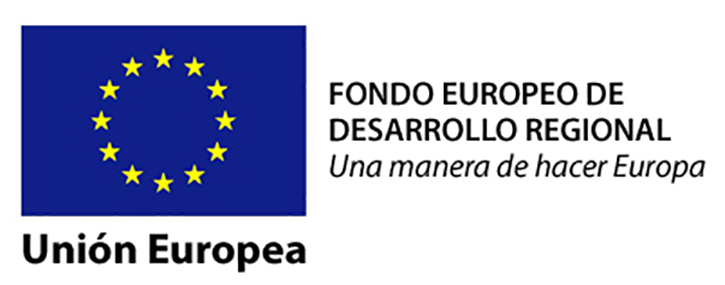 FONDO EUROPEO DE
DESARROLLO REGIONAL
Una manera de hacer Europa
Unión Europea